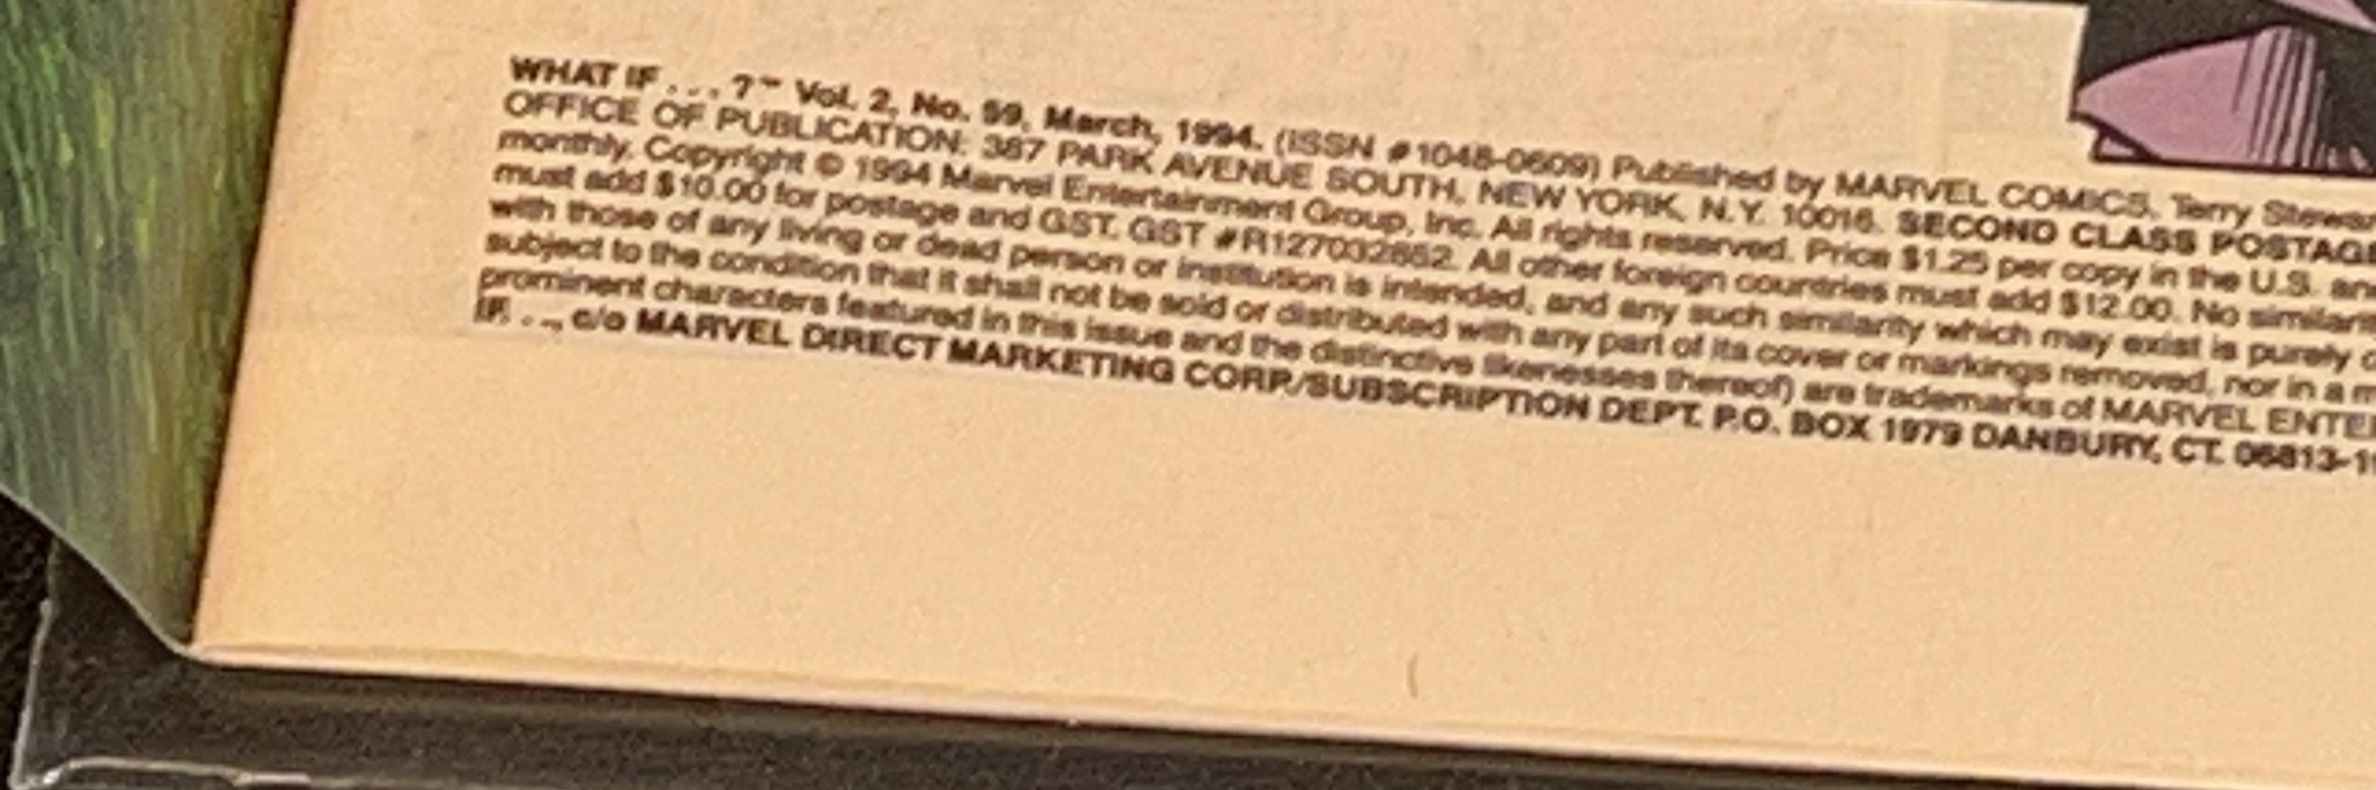 WHAT IF . . . ?™ Vol. 2, No. 59, March, 1994. (ISSN #1048-0609) Published by MARVEL COMICS, Terry Stewar
OFFICE OF PUBLICATION: 387 PARK AVENUE SOUTH, NEW YORK, N.Y. 10016. SECOND CLASS POSTAGE
monthly. Copyright © 1994 Marvel Entertainment Group, Inc. All rights reserved. Price $1.25 per copy in the U.S. an
must add $10.00 for postage and GST. GST #R127032852. All other foreign countries must add $12.00. No similari
with those of any living or dead person or institution is intended, and any such similarity which may exist is purely c
subject to the condition that it shall not be sold or distributed with any part of its cover or markings removed, nor in a m
prominent characters featured in this issue and the distinctive likenesses thereof) are trademarks of MARVEL ENTE
IF. . ., c/o MARVEL DIRECT MARKETING CORP./SUBSCRIPTION DEPT. P.O. BOX 1979 DANBURY, CT. 06813-1